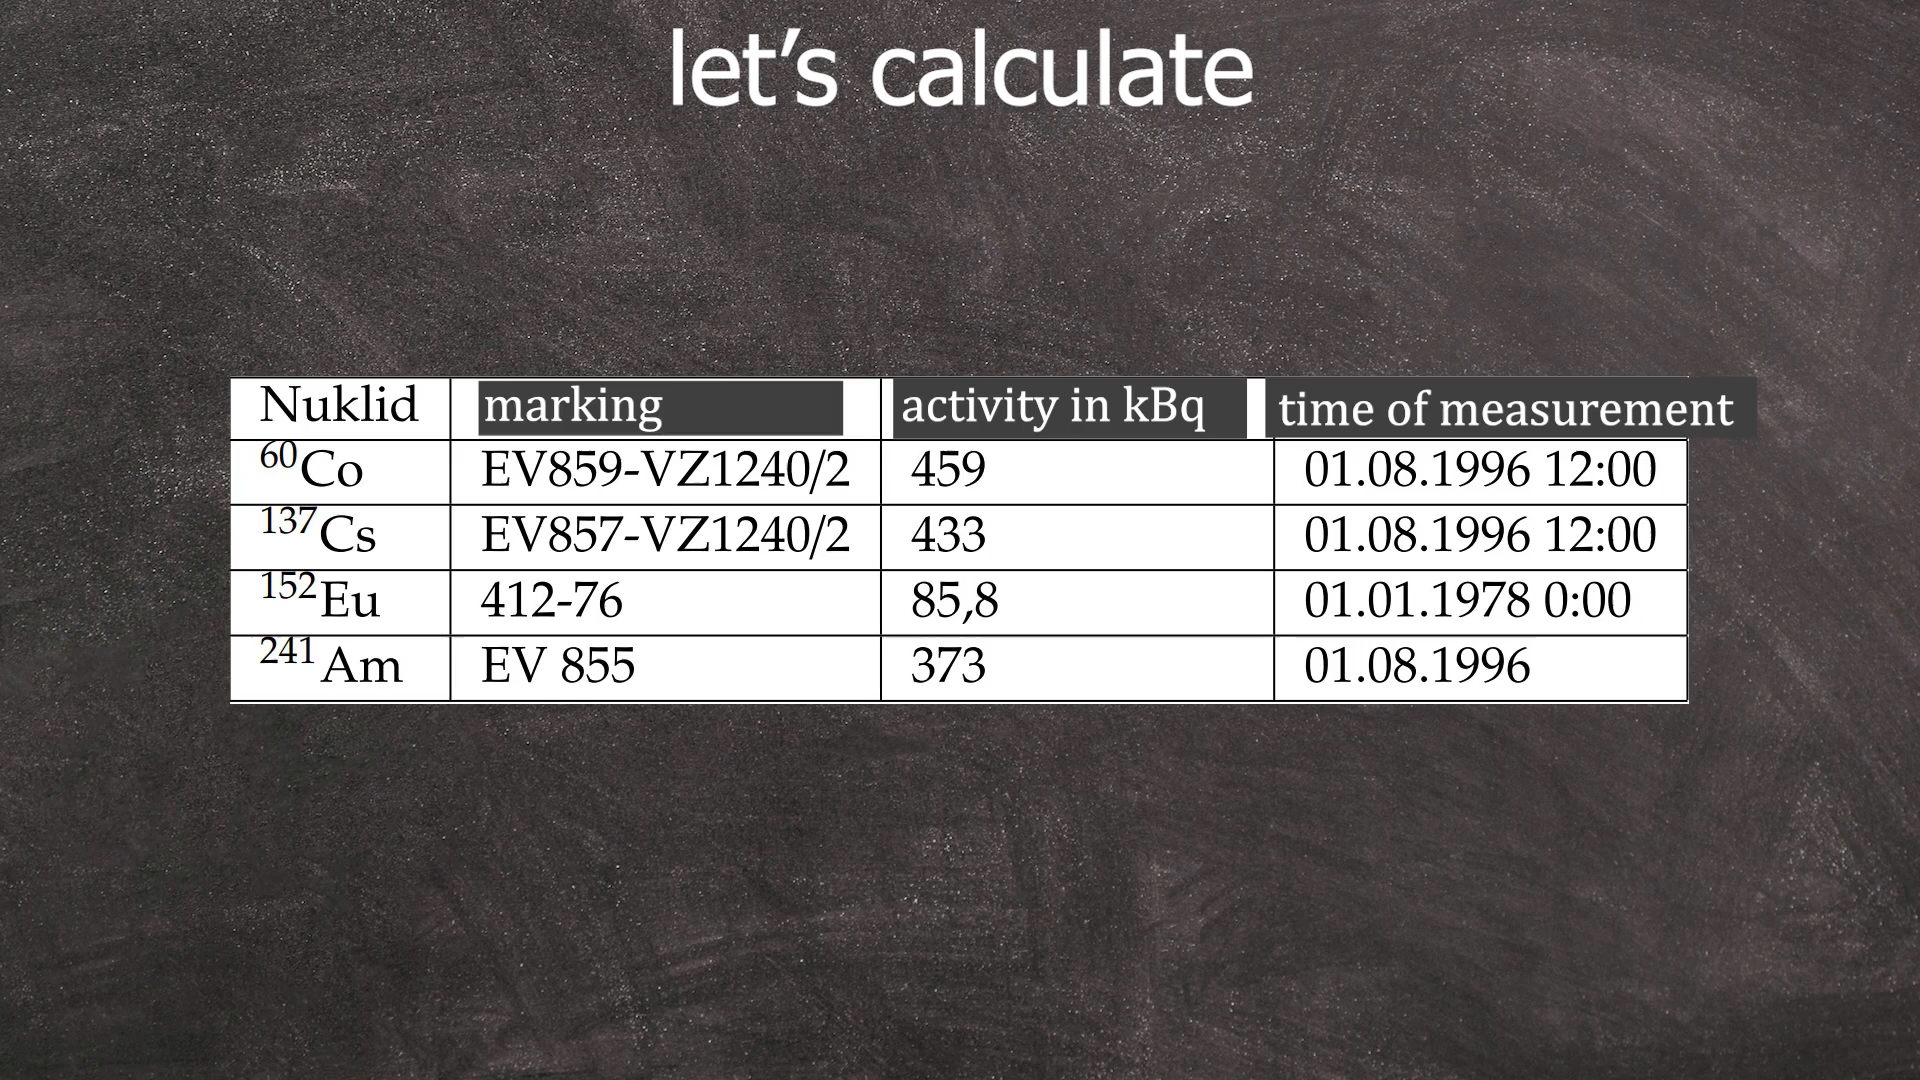 let's calculate
Nuklid marking activity in kBq time of measurement
60Co EV859-VZ1240/2 459 01.08.1996 12:00
137Cs EV857-VZ1240/2 433 01.08.1996 12:00
152Eu 412-76 85,8 01.01.1978 0:00
241Am EV 855 373 01.08.1996